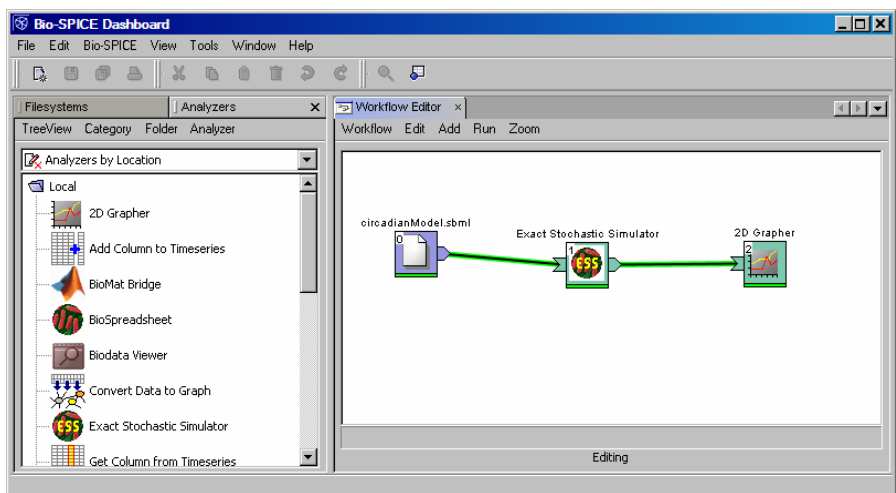 Bio-SPICE Dashboard
File Edit Bio-SPICE View Tools Window Help
Filesystems
Analyzers
TreeView Category Folder Analyzer
Analyzers by Location
Local
2D Grapher
Add Column to Timeseries
BioMat Bridge
BioSpreadsheet
Biodata Viewer
Convert Data to Graph
ESS Exact Stochastic Simulator
Get Column from Timeseries
Workflow Editor
Workflow Edit Add Run Zoom
circadianModel.sbml
0
Exact Stochastic Simulator
1
ESS
2D Grapher
2
Editing